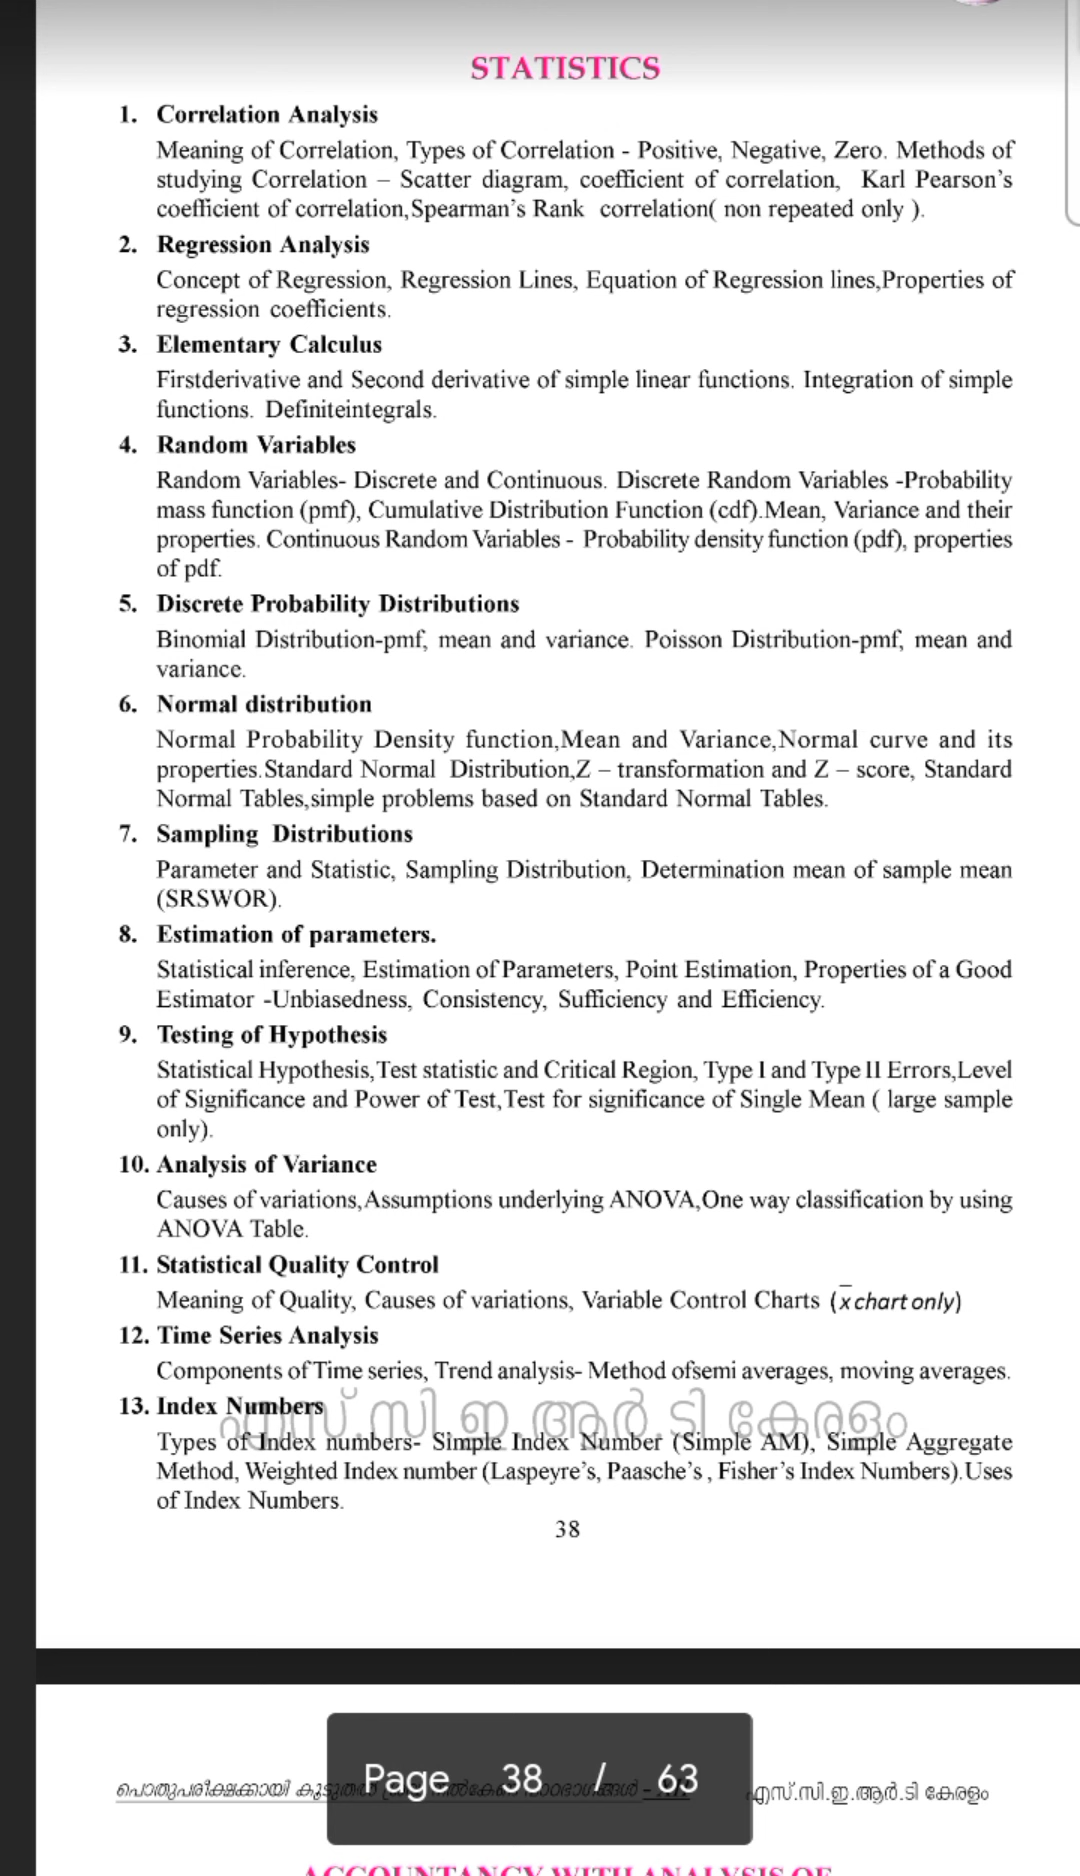 STATISTICS
1. Correlation Analysis
Meaning of Correlation, Types of Correlation - Positive, Negative, Zero. Methods of
studying Correlation – Scatter diagram, coefficient of correlation, Karl Pearson's
coefficient of correlation,Spearman's Rank correlation( non repeated only ).
2. Regression Analysis
Concept of Regression, Regression Lines, Equation of Regression lines,Properties of
regression coefficients.
3. Elementary Calculus
Firstderivative and Second derivative of simple linear functions. Integration of simple
functions. Definiteintegrals.
4. Random Variables
Random Variables- Discrete and Continuous. Discrete Random Variables -Probability
mass function (pmf), Cumulative Distribution Function (cdf).Mean, Variance and their
properties. Continuous Random Variables - Probability density function (pdf), properties
of pdf.
5. Discrete Probability Distributions
Binomial Distribution-pmf, mean and variance. Poisson Distribution-pmf, mean and
variance.
6. Normal distribution
Normal Probability Density function,Mean and Variance,Normal curve and its
properties.Standard Normal Distribution,Z – transformation and Z – score, Standard
Normal Tables,simple problems based on Standard Normal Tables.
7. Sampling Distributions
Parameter and Statistic, Sampling Distribution, Determination mean of sample mean
(SRSWOR).
8. Estimation of parameters.
Statistical inference, Estimation of Parameters, Point Estimation, Properties of a Good
Estimator -Unbiasedness, Consistency, Sufficiency and Efficiency.
9. Testing of Hypothesis
Statistical Hypothesis,Test statistic and Critical Region, Type I and Type II Errors,Level
of Significance and Power of Test,Test for significance of Single Mean ( large sample
only).
10. Analysis of Variance
Causes of variations,Assumptions underlying ANOVA,One way classification by using
ANOVA Table.
11. Statistical Quality Control
Meaning of Quality, Causes of variations, Variable Control Charts (x̄ chart only)
12. Time Series Analysis
Components of Time series, Trend analysis- Method ofsemi averages, moving averages.
13. Index Numbers
എസ്.സി.ഇ.ആർ.ടി കേരളം
Types of Index numbers- Simple Index Number (Simple AM), Simple Aggregate
Method, Weighted Index number (Laspeyre's, Paasche's , Fisher's Index Numbers).Uses
of Index Numbers.
38
Page 38 / 63
പൊതുപരീക്ഷക്കായി എസ്.സി.ഇ.ആർ.ടി കേരളം
ACCOUNTANCY WITH ANALYSIS OF